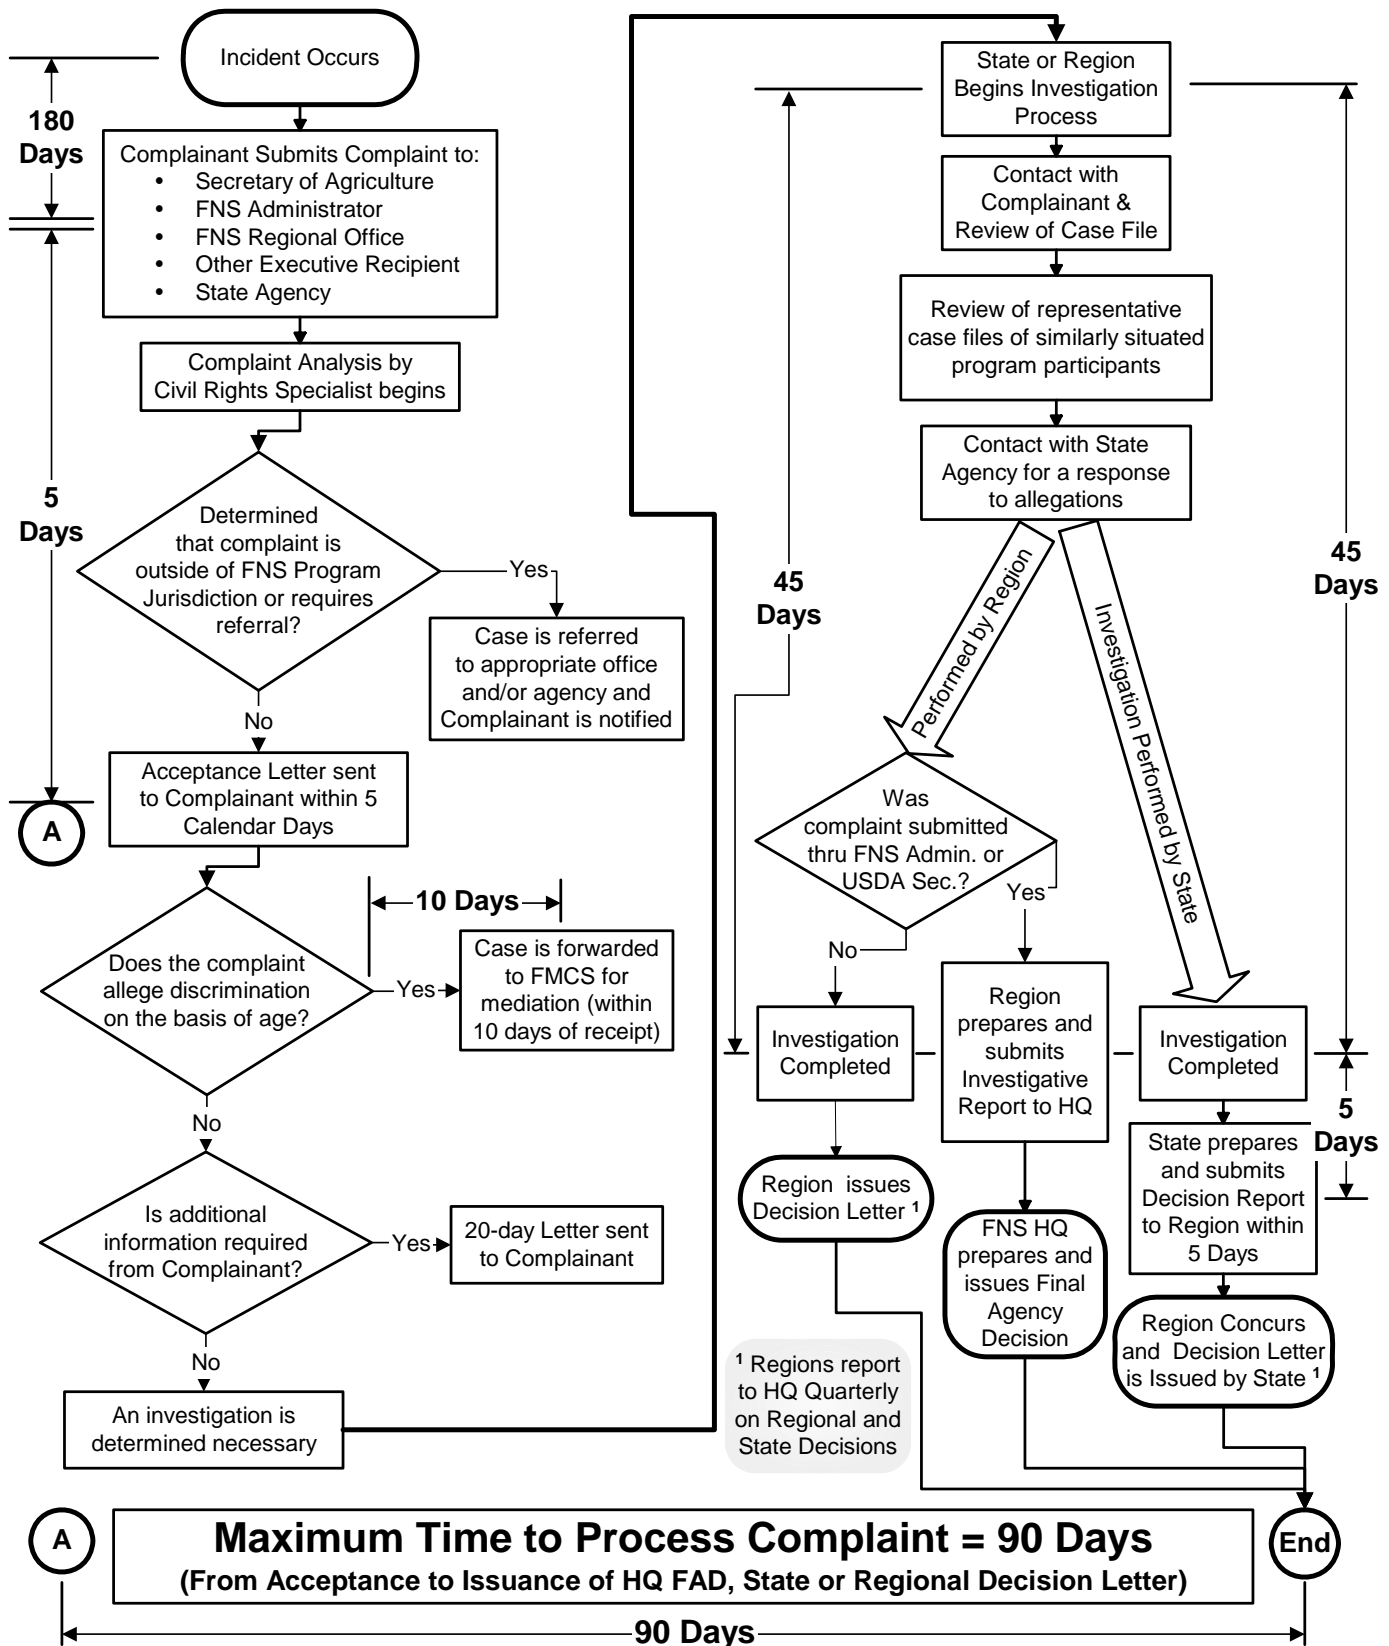 Incident Occurs
180
Days
Complainant Submits Complaint to:
• Secretary of Agriculture
• FNS Administrator
• FNS Regional Office
• Other Executive Recipient
• State Agency
Complaint Analysis by
Civil Rights Specialist begins
5
Days
Determined
that complaint is
outside of FNS Program
Jurisdiction or requires
referral?
Yes
Case is referred
to appropriate office
and/or agency and
Complainant is notified
No
Acceptance Letter sent
to Complainant within 5
Calendar Days
A
10 Days
Does the complaint
allege discrimination
on the basis of age?
Yes
Case is forwarded
to FMCS for
mediation (within
10 days of receipt)
No
Is additional
information required
from Complainant?
Yes
20-day Letter sent
to Complainant
No
An investigation is
determined necessary
State or Region
Begins Investigation
Process
Contact with
Complainant &
Review of Case File
Review of representative
case files of similarly situated
program participants
Contact with State
Agency for a response
to allegations
45
Days
45
Days
Performed by Region
Investigation Performed by State
Was
complaint submitted
thru FNS Admin. or
USDA Sec.?
Yes
No
Investigation
Completed
Region
prepares and
submits
Investigative
Report to HQ
Investigation
Completed
5
Days
State prepares
and submits
Decision Report
to Region within
5 Days
Region issues
Decision Letter ¹
FNS HQ
prepares and
issues Final
Agency
Decision
Region Concurs
and Decision Letter
is Issued by State ¹
¹ Regions report
to HQ Quarterly
on Regional and
State Decisions
A
Maximum Time to Process Complaint = 90 Days
(From Acceptance to Issuance of HQ FAD, State or Regional Decision Letter)
End
90 Days